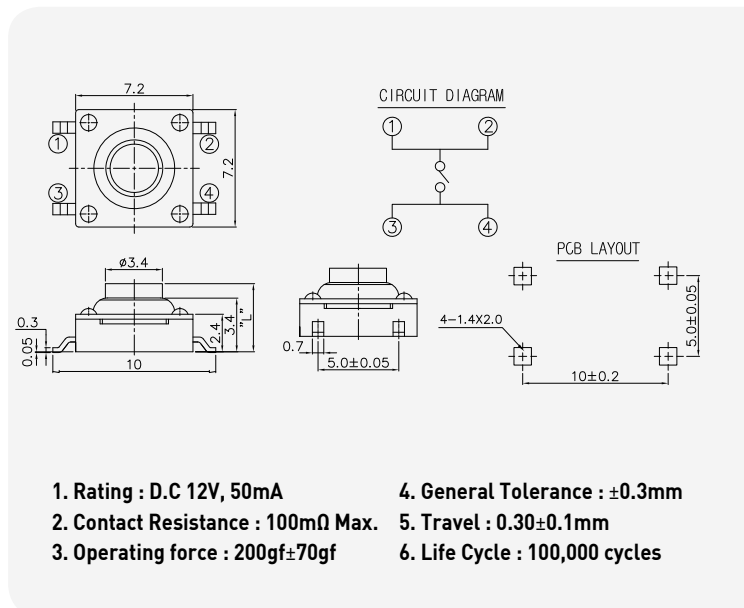 7.2
CIRCUIT DIAGRAM
① ②
① ②
7.2
③ ④
③ ④
PCB LAYOUT
ø3.4
0.3
0.05
2.4
3.4
"L"
10
0.7
5.0±0.05
4-1.4X2.0
5.0±0.05
10±0.2
1. Rating : D.C 12V, 50mA
2. Contact Resistance : 100mΩ Max.
3. Operating force : 200gf±70gf
4. General Tolerance : ±0.3mm
5. Travel : 0.30±0.1mm
6. Life Cycle : 100,000 cycles